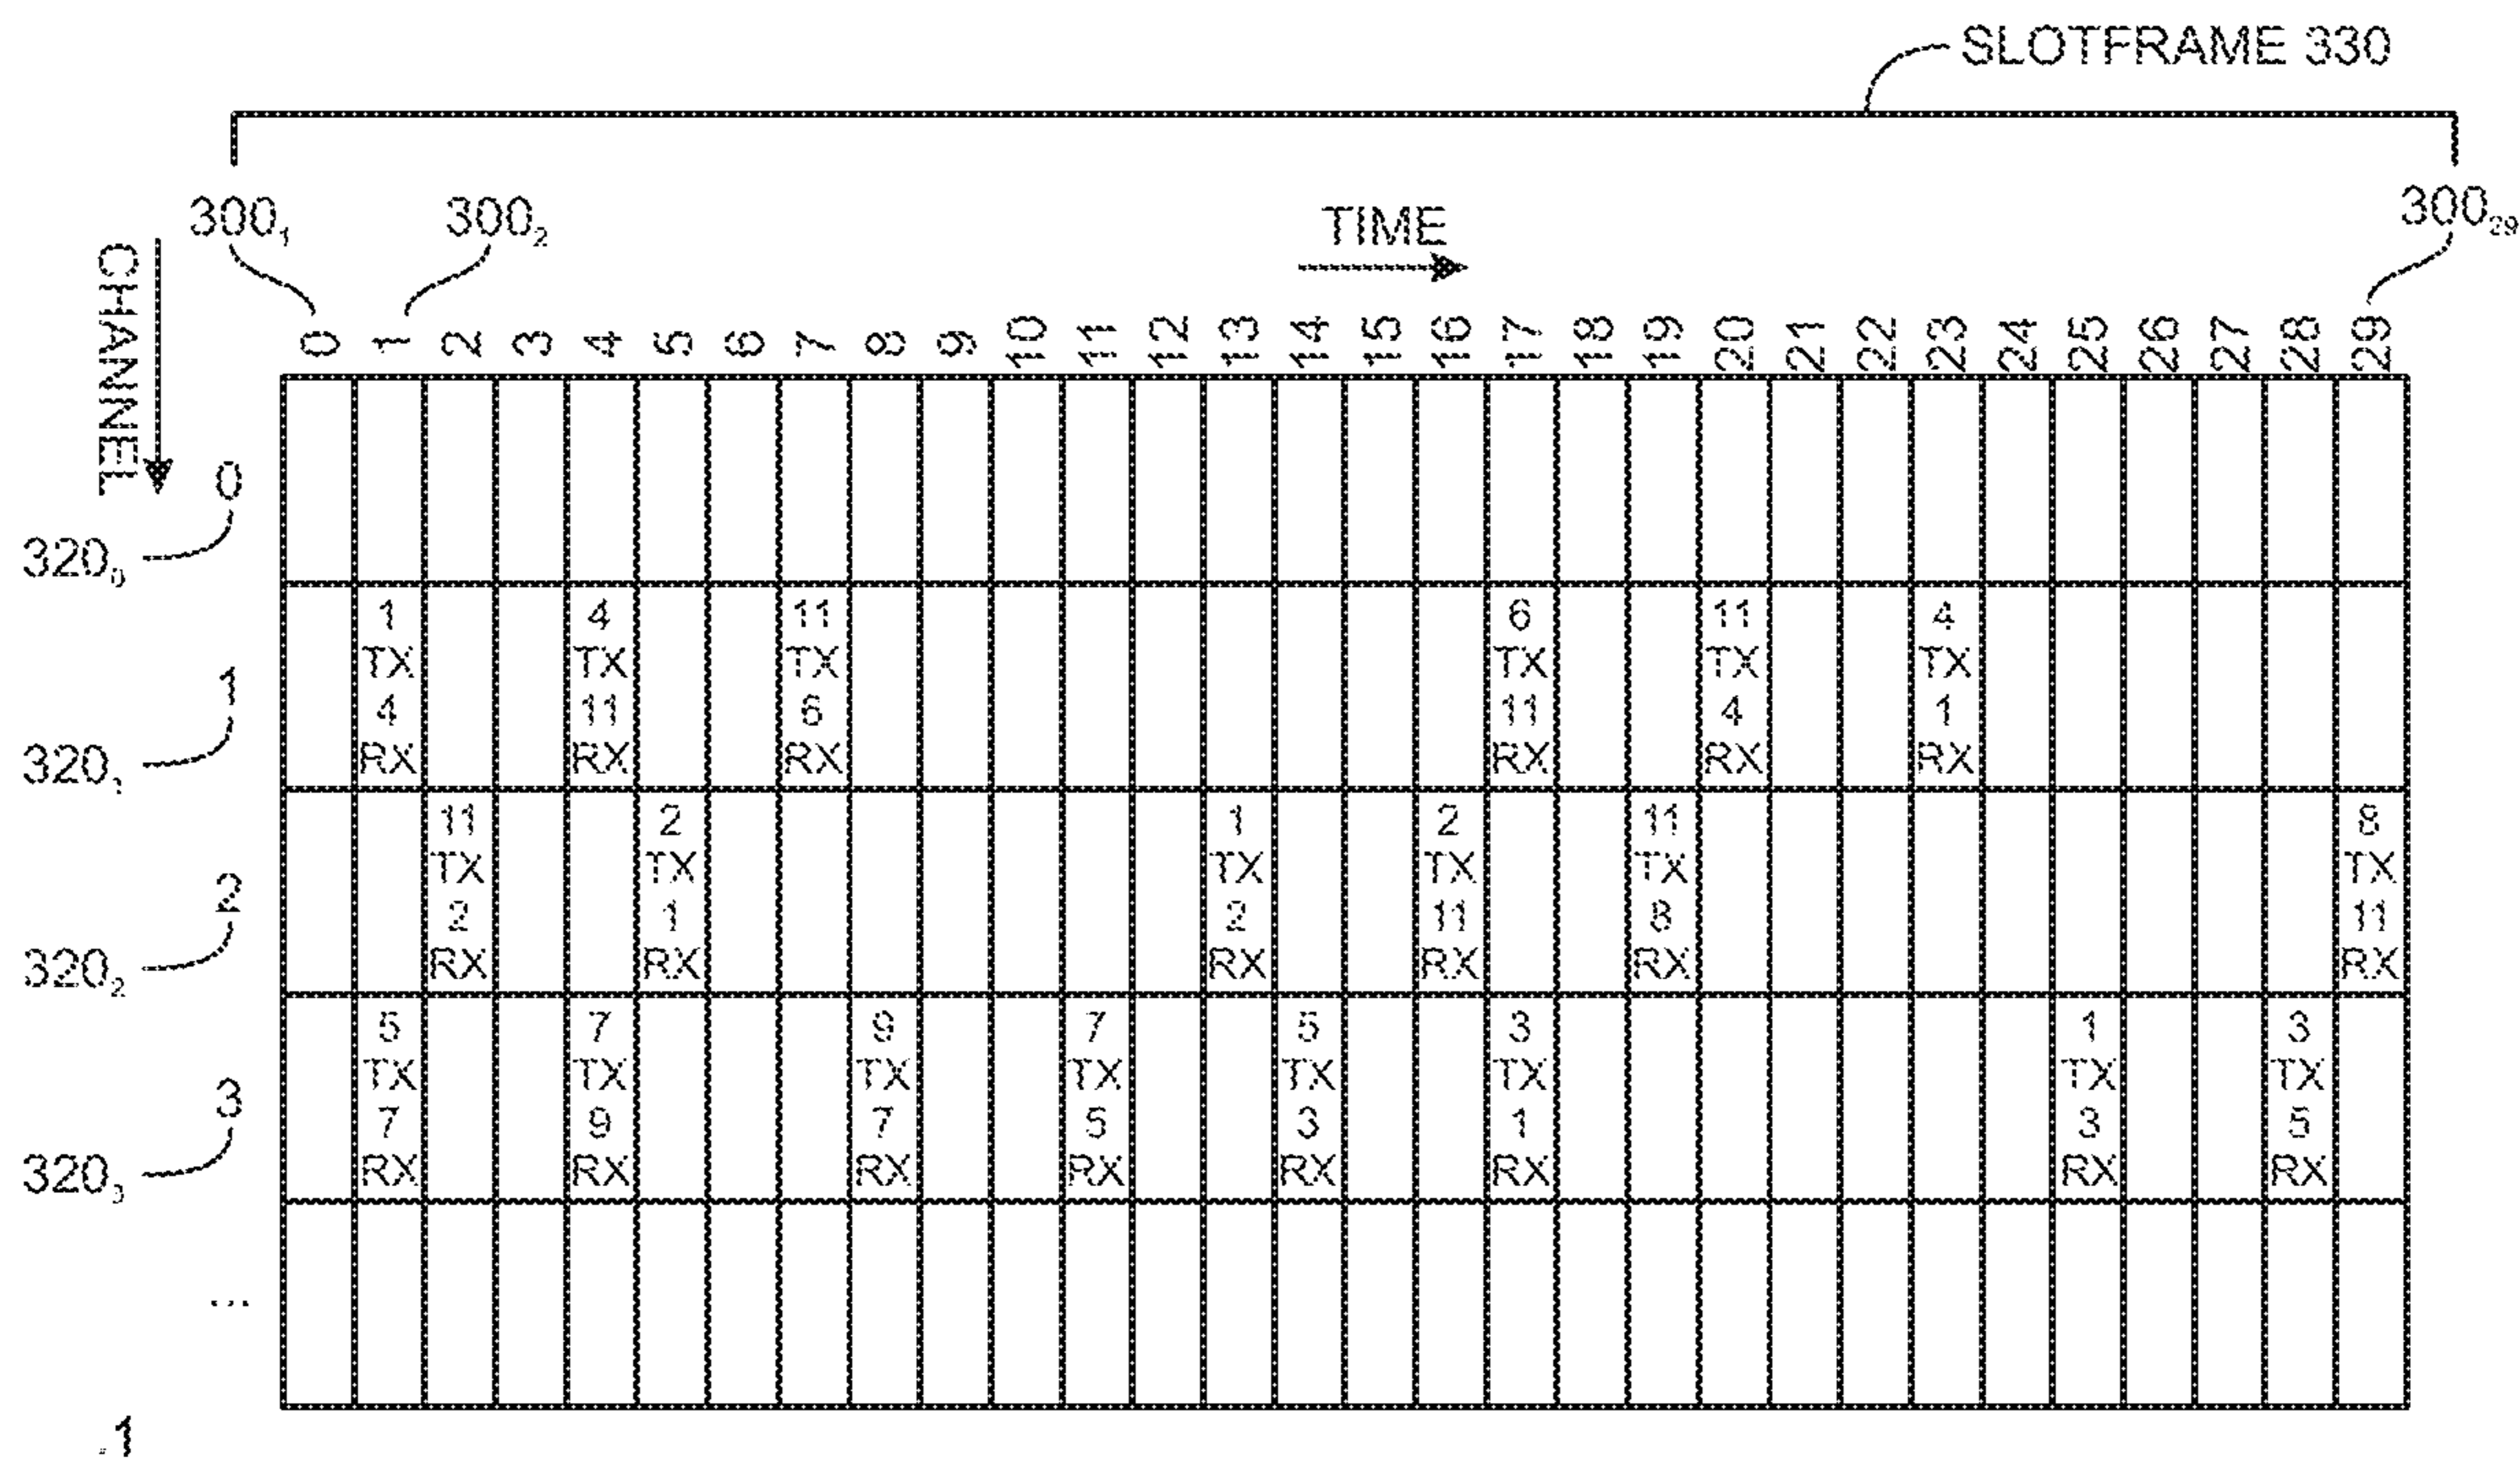 SLOTFRAME 330
300₁ 300₂ TIME 300₂₉
CHANNEL
0 1 2 3 4 5 6 7 8 9 10 11 12 13 14 15 16 17 18 19 20 21 22 23 24 25 26 27 28 29
0
320₀
1 4 11 6 11 4
TX TX TX TX TX TX
1
4 11 6 11 4 1
RX RX RX RX RX RX
320₁
11 2 1 2 11 8
TX TX TX TX TX TX
2
2 1 2 11 8 11
RX RX RX RX RX RX
320₂
5 7 9 7 5 3 1 3
TX TX TX TX TX TX TX TX
3
7 9 7 5 3 1 3 5
RX RX RX RX RX RX RX RX
320₃
...
.1